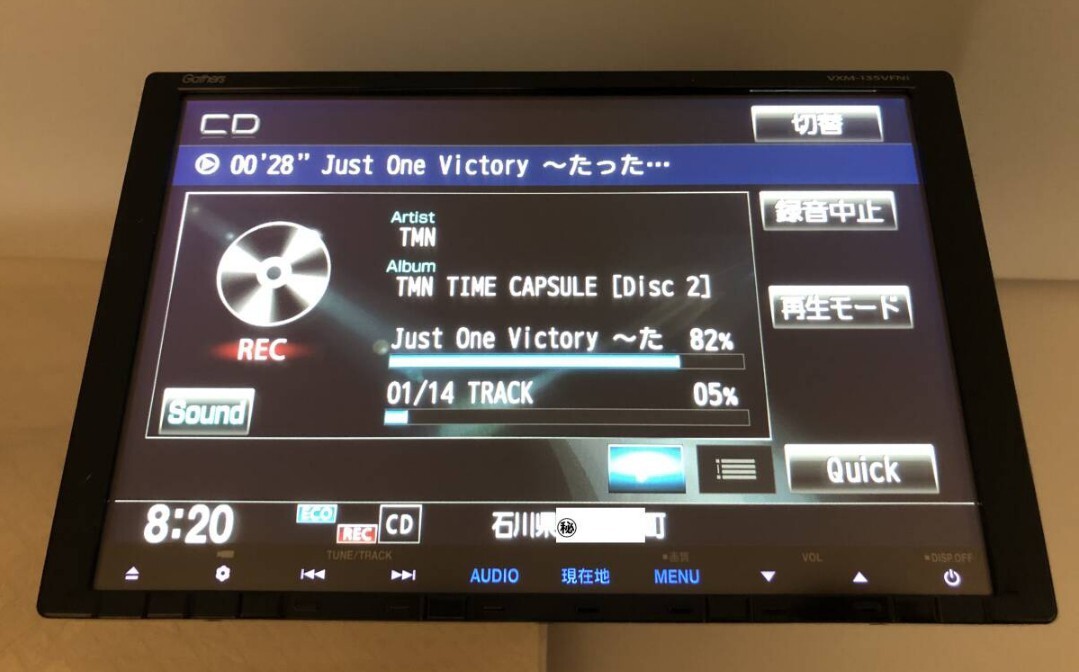 Gathers VXM-155VFNi
CD 切替
00'28" Just One Victory ～たった…
録音中止
Artist
TMN
Album
TMN TIME CAPSULE [Disc 2]
再生モード
Just One Victory ～た 82%
REC
01/14 TRACK 05%
Sound
Quick
8:20 ECO REC CD 石川県 ㊙ 町
TUNE/TRACK 画質 VOL DISP OFF
AUDIO 現在地 MENU